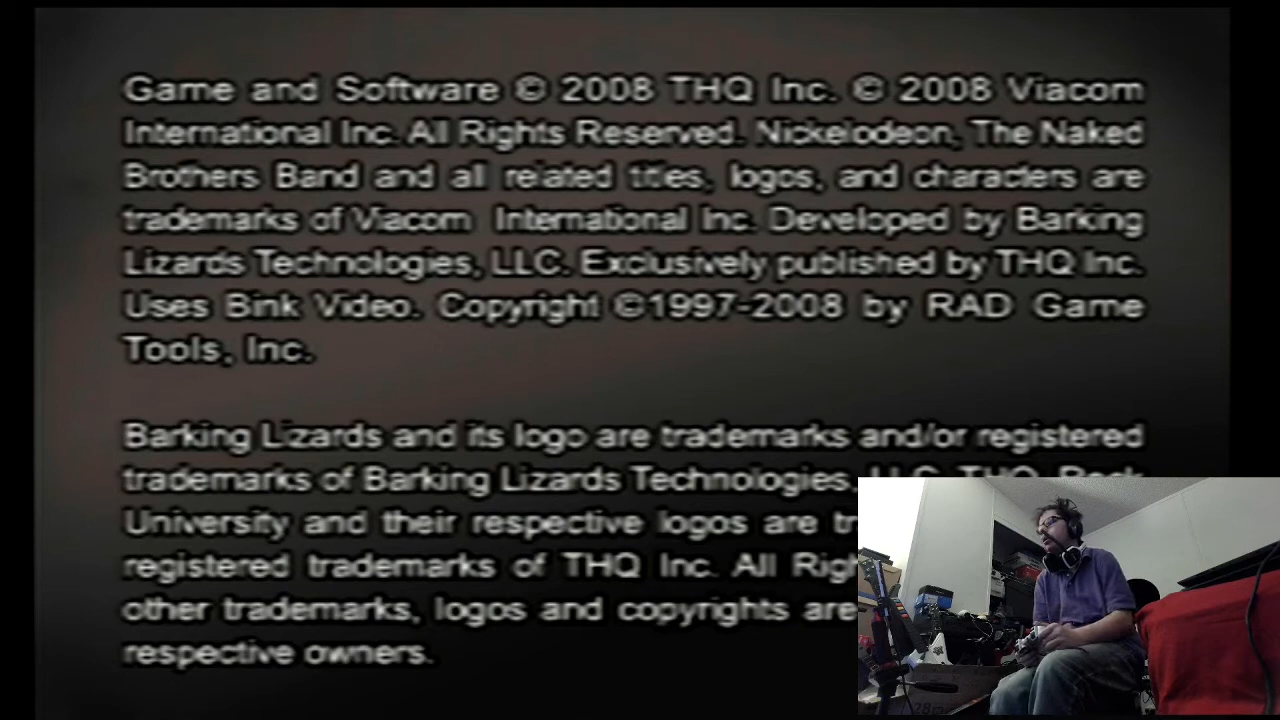 Game and Software © 2008 THQ Inc. © 2008 Viacom
International Inc. All Rights Reserved. Nickelodeon, The Naked
Brothers Band and all related titles, logos, and characters are
trademarks of Viacom International Inc. Developed by Barking
Lizards Technologies, LLC. Exclusively published by THQ Inc.
Uses Bink Video. Copyright ©1997-2008 by RAD Game
Tools, Inc.
Barking Lizards and its logo are trademarks and/or registered
trademarks of Barking Lizards Technologies, LLC. THQ, Rock
University and their respective logos are
registered trademarks of THQ Inc. All
other trademarks, logos and copyrights are
respective owners.